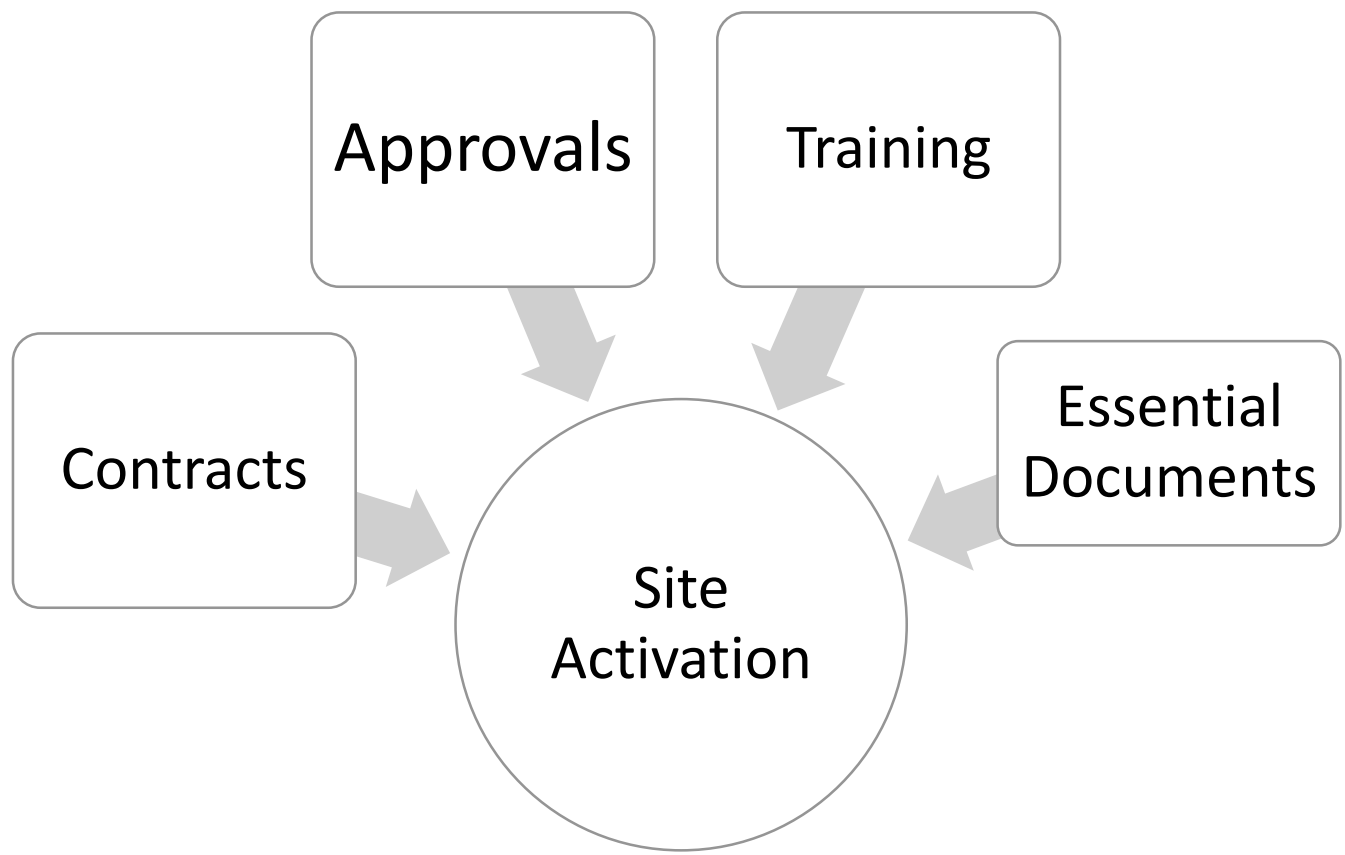 Approvals
Training
Contracts
Essential
Documents
Site
Activation